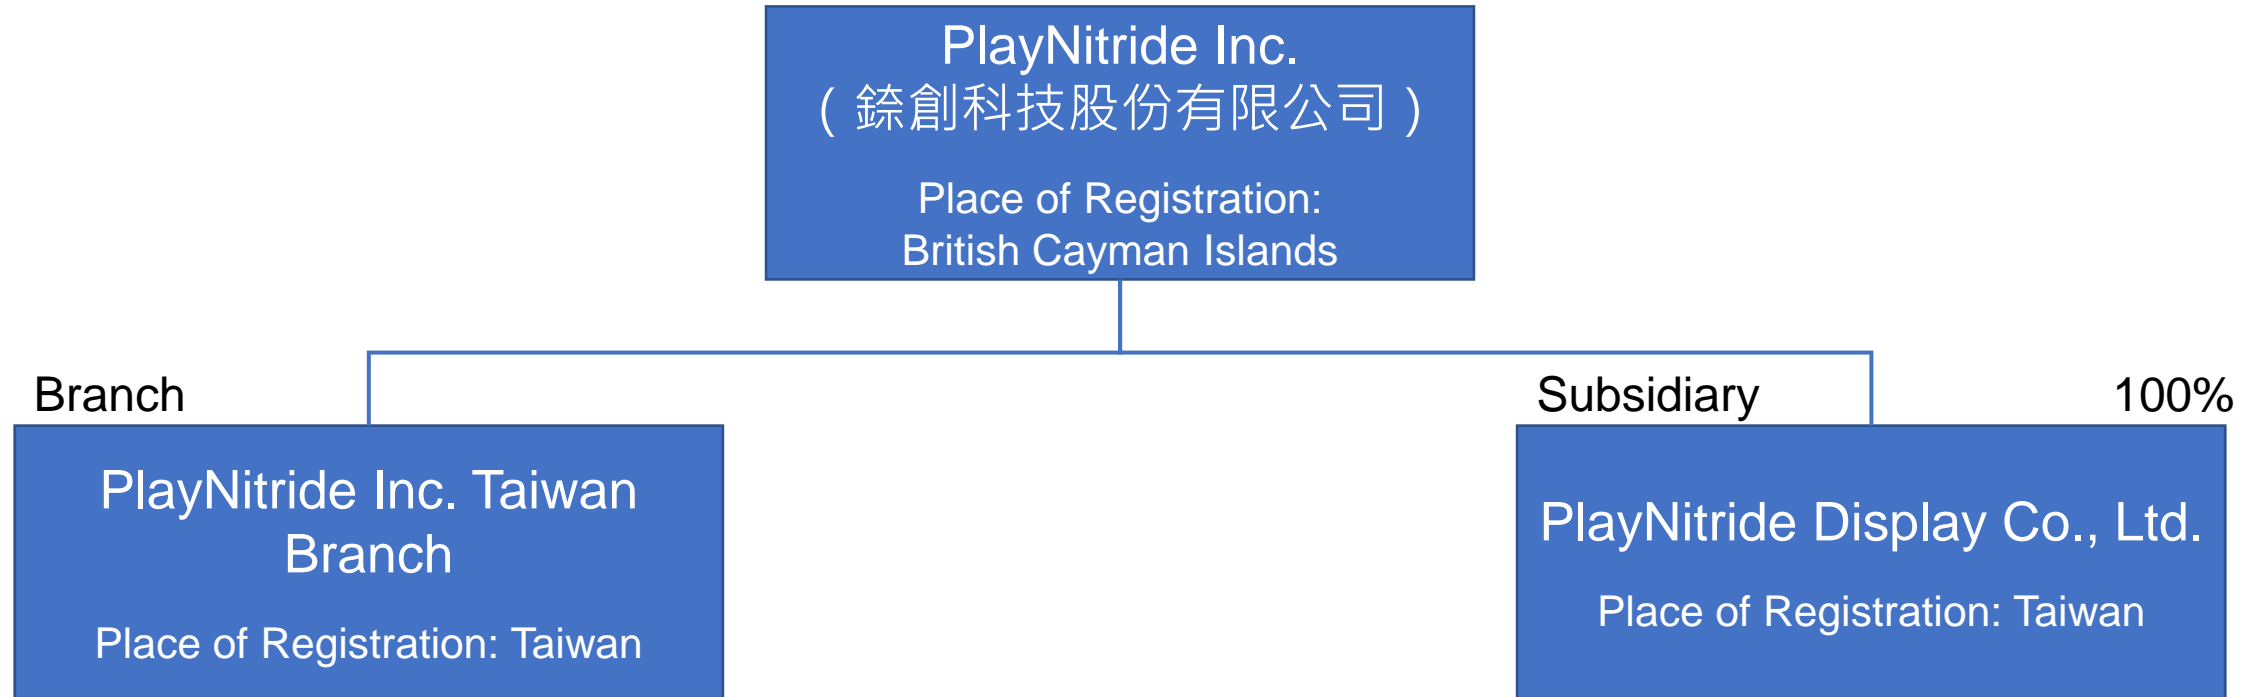 PlayNitride Inc.
（錼創科技股份有限公司）
Place of Registration:
British Cayman Islands
Branch
Subsidiary
100%
PlayNitride Inc. Taiwan
Branch
Place of Registration: Taiwan
PlayNitride Display Co., Ltd.
Place of Registration: Taiwan